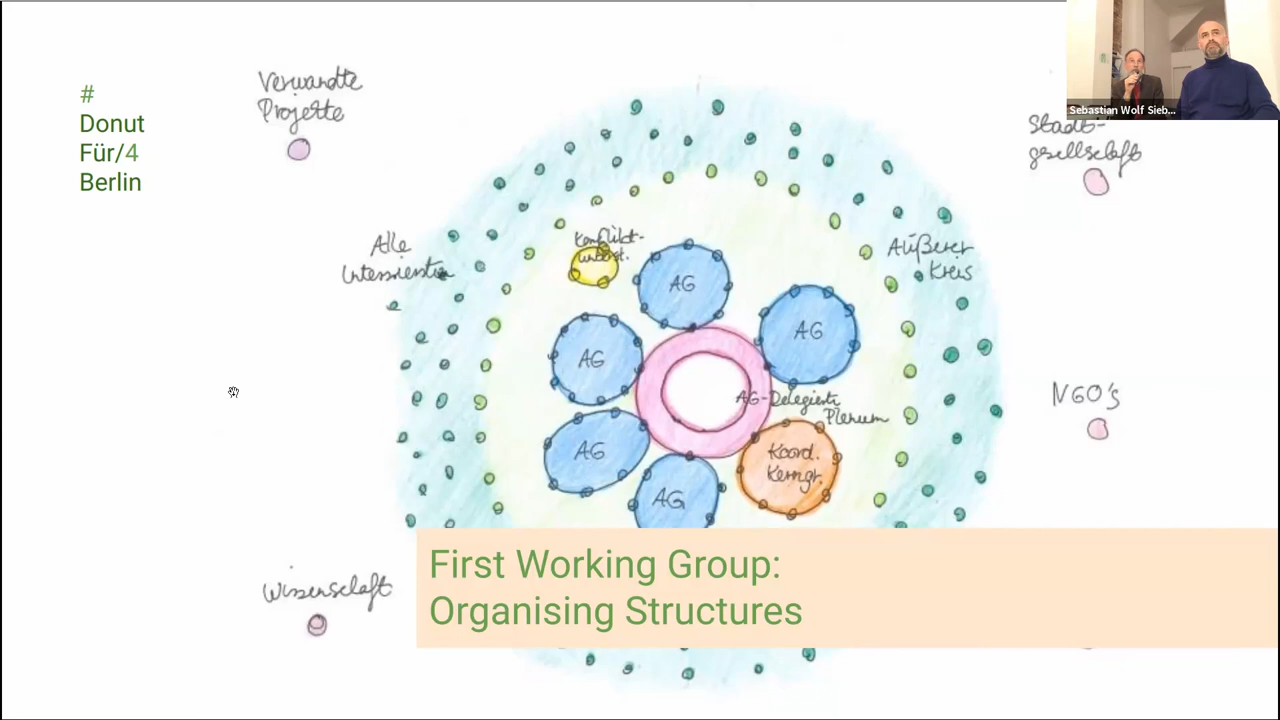 Verwandte
Projekte
#
Donut
Für/4
Berlin
Sebastian Wolf Sieb...
Stadt-
gesellschaft
Alle
Interessierten
Konflikt-
AG
Äußerer
Kreis
AG
AG
AG-Delegierte
Plenum
NGO's
AG
Koord.
Kerngr.
AG
First Working Group:
Organising Structures
Wissenschaft